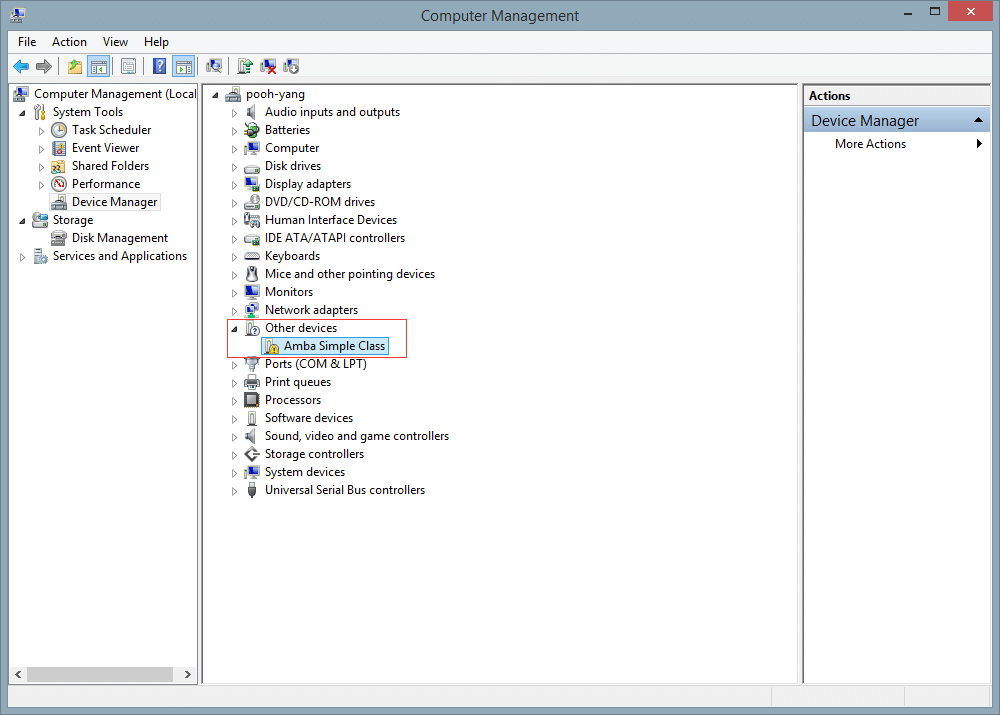 Computer Management
File Action View Help
Computer Management (Local
System Tools
Task Scheduler
Event Viewer
Shared Folders
Performance
Device Manager
Storage
Disk Management
Services and Applications
pooh-yang
Audio inputs and outputs
Batteries
Computer
Disk drives
Display adapters
DVD/CD-ROM drives
Human Interface Devices
IDE ATA/ATAPI controllers
Keyboards
Mice and other pointing devices
Monitors
Network adapters
Other devices
Amba Simple Class
Ports (COM & LPT)
Print queues
Processors
Software devices
Sound, video and game controllers
Storage controllers
System devices
Universal Serial Bus controllers
Actions
Device Manager
More Actions